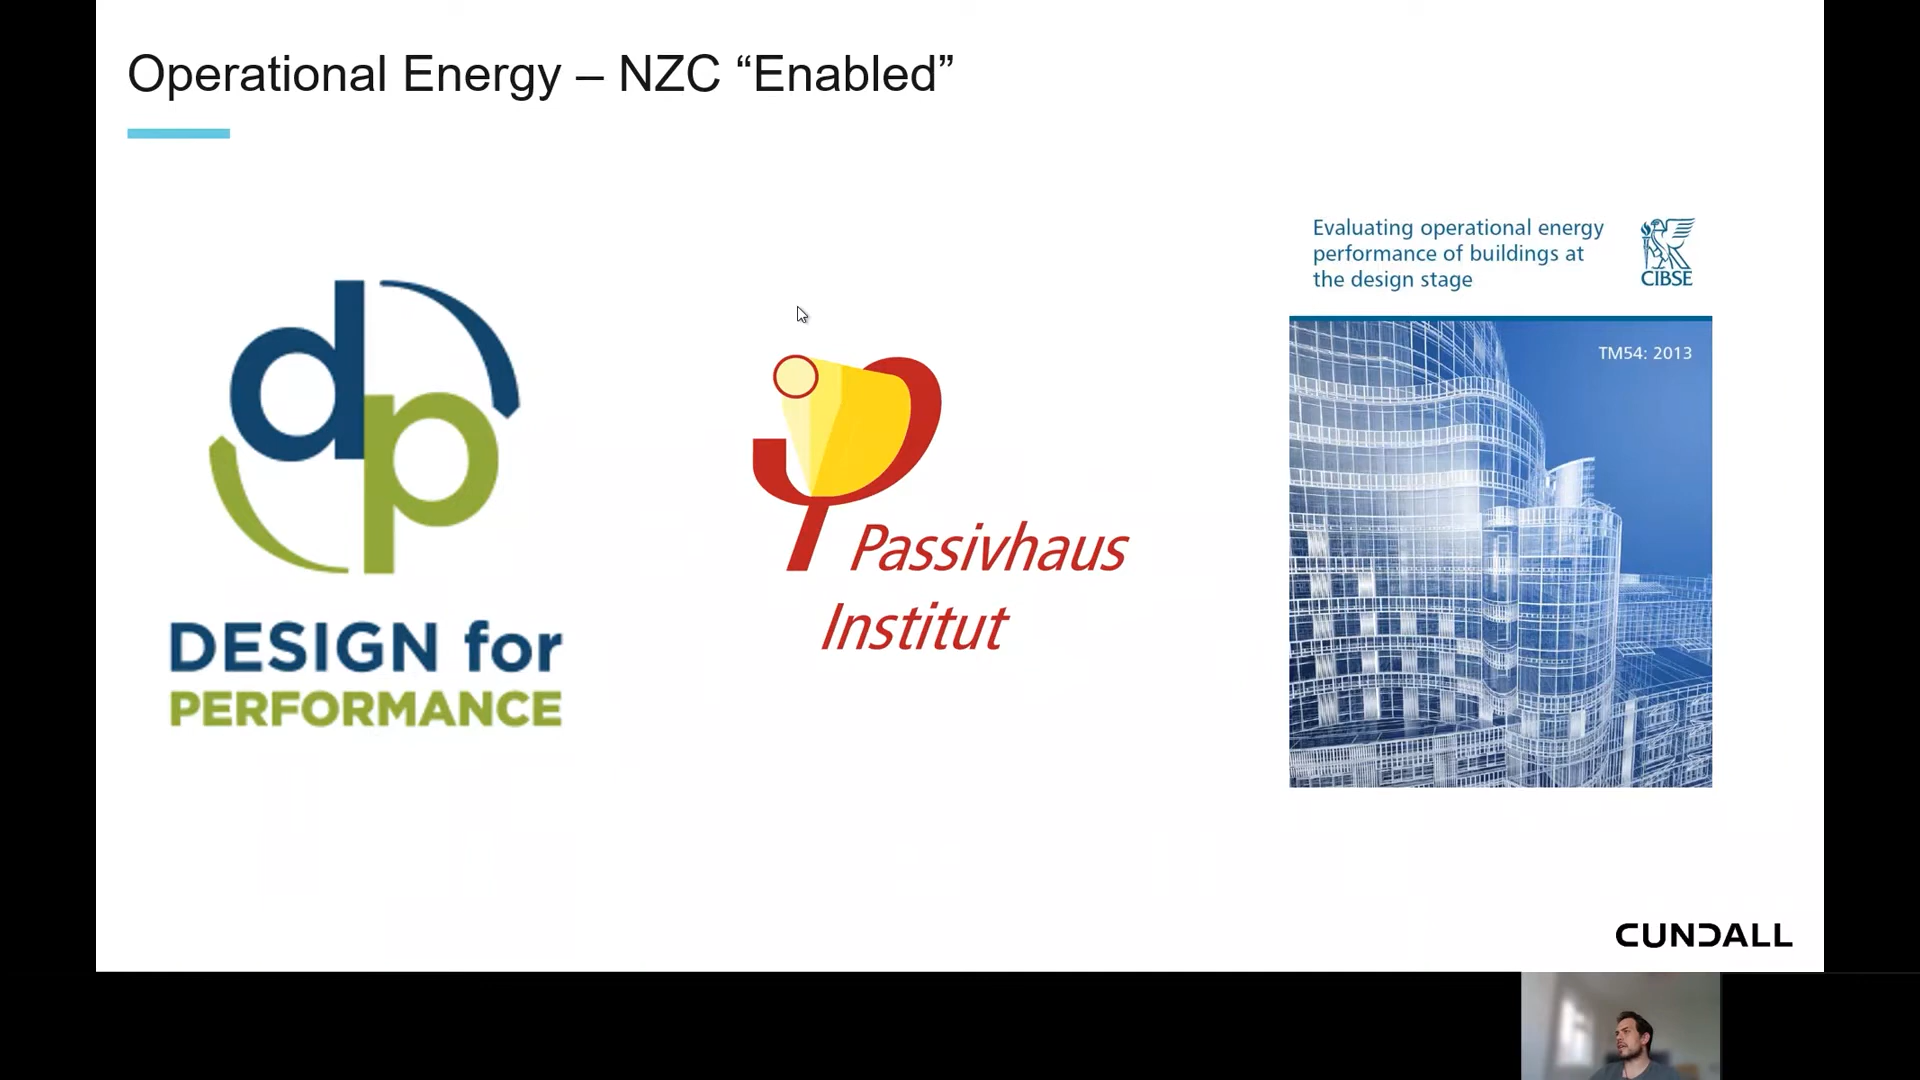 Operational Energy – NZC “Enabled”
dp
DESIGN for
PERFORMANCE
Passivhaus
Institut
Evaluating operational energy
performance of buildings at
the design stage
CIBSE
TM54: 2013
CUNDALL